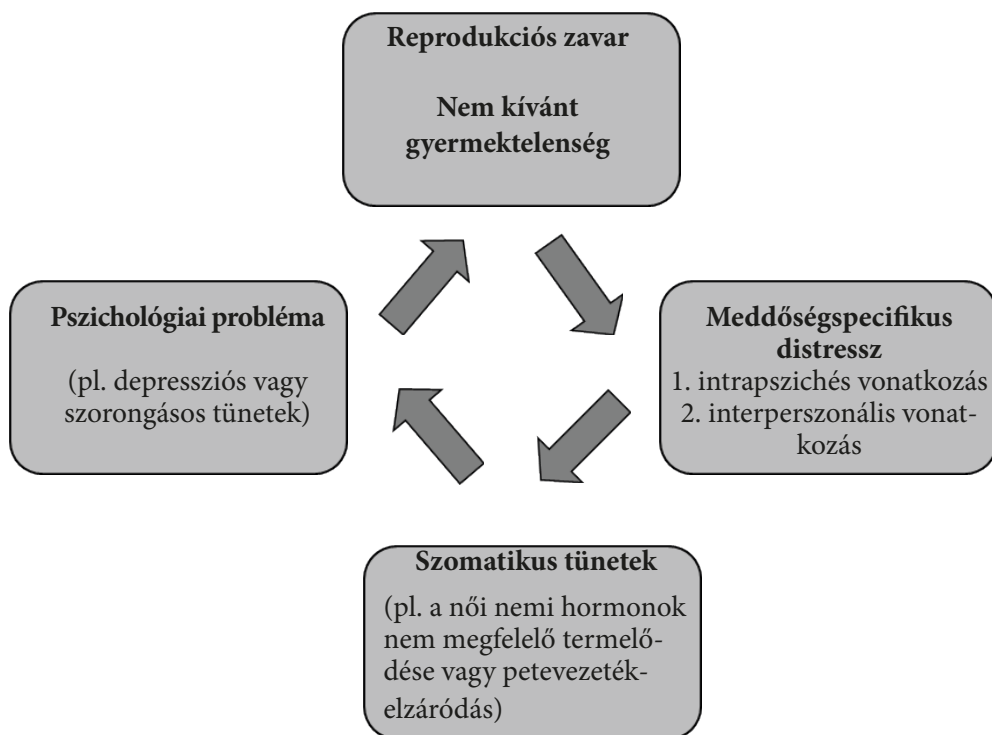 Reprodukciós zavar
Nem kívánt
gyermektelenség
Pszichológiai probléma
(pl. depressziós vagy
szorongásos tünetek)
Meddőségspecifikus
distressz
1. intrapszichés vonatkozás
2. interperszonális vonat-
kozás
Szomatikus tünetek
(pl. a női nemi hormonok
nem megfelelő termelő-
dése vagy petevezeték-
elzáródás)